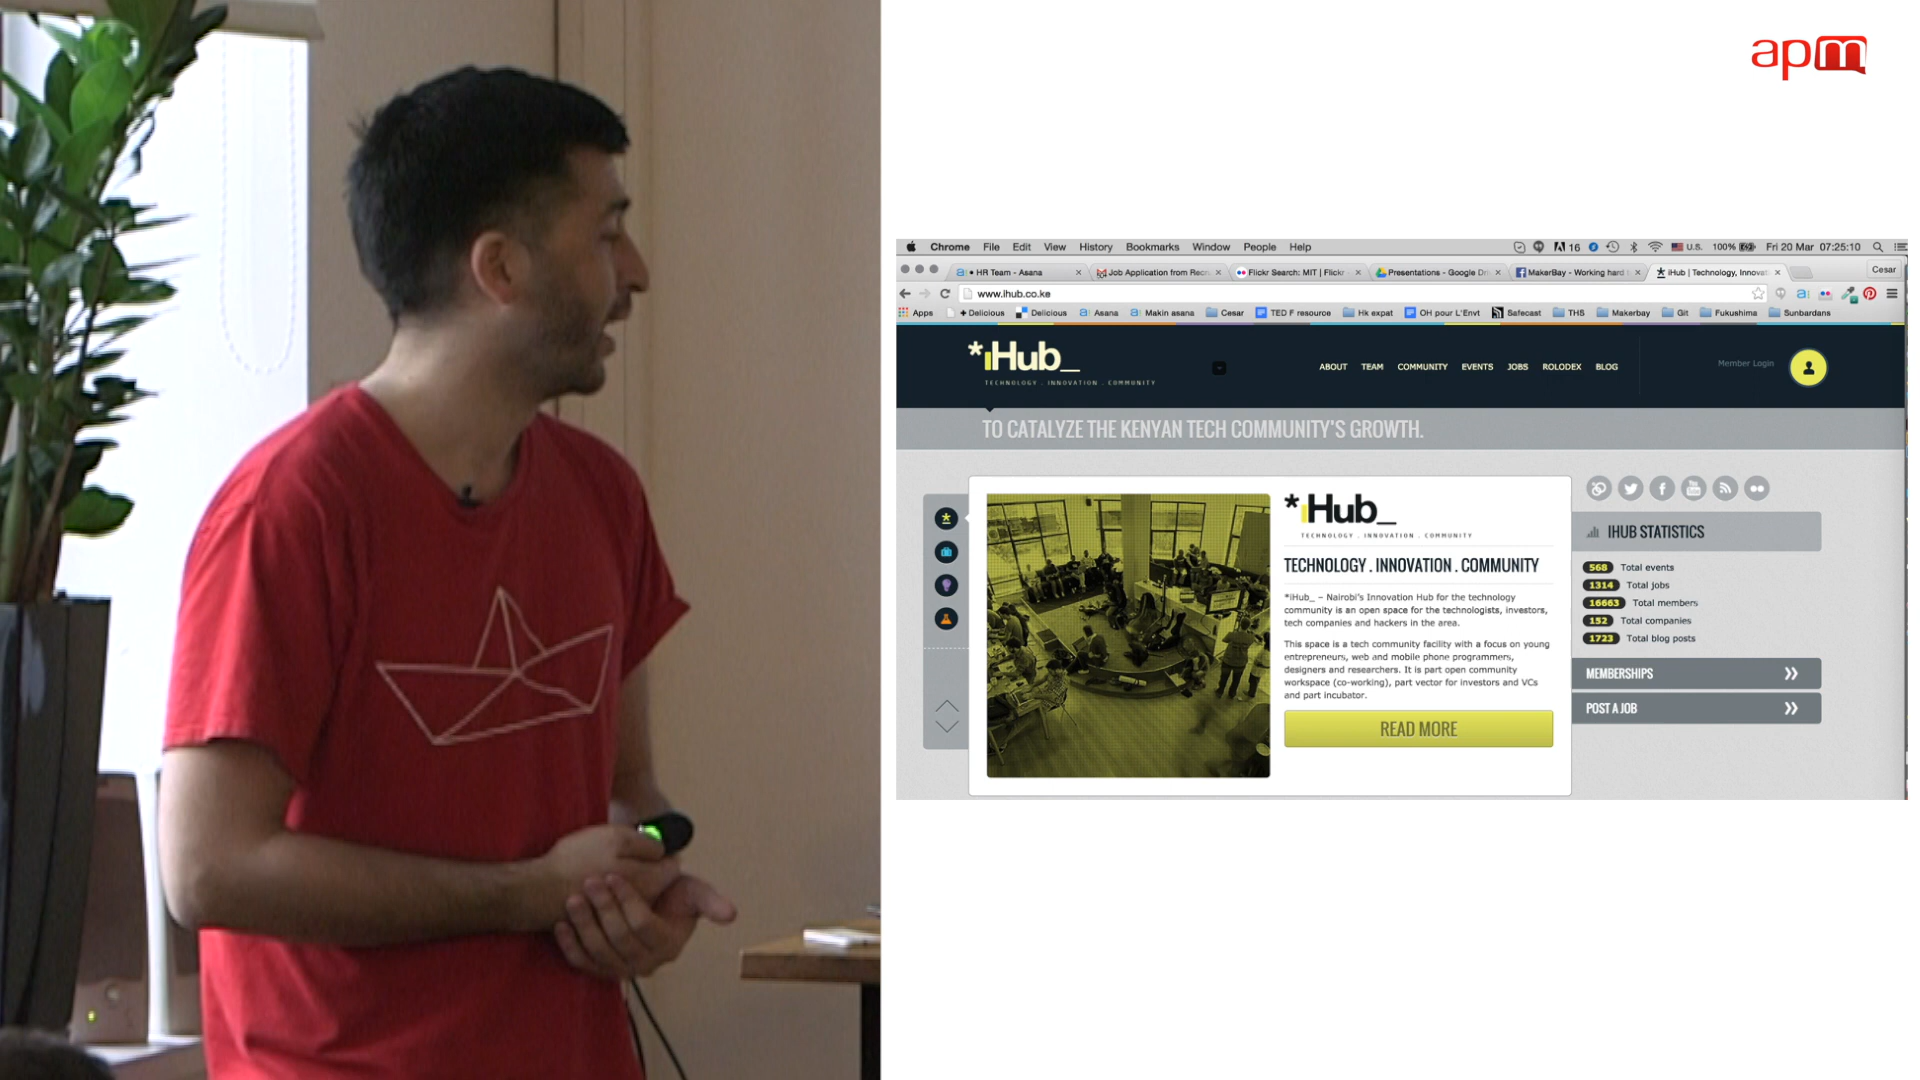 apm
Chrome File Edit View History Bookmarks Window People Help
16 U.S. 100% Fri 20 Mar 07:25:10
a: • HR Team - Asana
Job Application from Recru
Flickr Search: MIT | Flickr
Presentations - Google Dri
MakerBay - Working hard
iHub | Technology, Innovat
Cesar
www.ihub.co.ke
Apps + Delicious Delicious Asana Makin asana Cesar TED F resource Hk expat OH pour L'Envt Safecast THS Makerbay Git Fukushima Sunbardans
*iHub_
TECHNOLOGY . INNOVATION . COMMUNITY
ABOUT TEAM COMMUNITY EVENTS JOBS ROLODEX BLOG
Member Login
TO CATALYZE THE KENYAN TECH COMMUNITY'S GROWTH.
*iHub_
TECHNOLOGY . INNOVATION . COMMUNITY
TECHNOLOGY . INNOVATION . COMMUNITY
*iHub_ – Nairobi's Innovation Hub for the technology
community is an open space for the technologists, investors,
tech companies and hackers in the area.
This space is a tech community facility with a focus on young
entrepreneurs, web and mobile phone programmers,
designers and researchers. It is part open community
workspace (co-working), part vector for investors and VCs
and part incubator.
READ MORE
You Tube
IHUB STATISTICS
568 Total events
1314 Total jobs
16663 Total members
152 Total companies
1723 Total blog posts
MEMBERSHIPS
POST A JOB